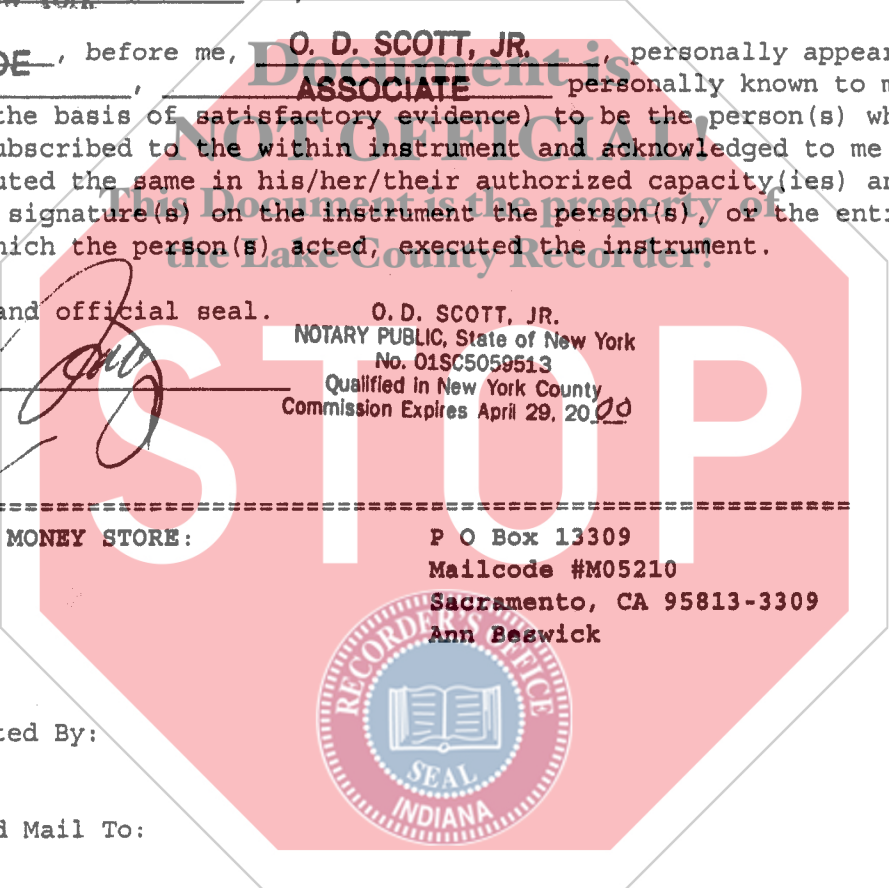 OE, before me, O. D. SCOTT, JR., personally appear
, ASSOCIATE personally known to m
the basis of satisfactory evidence) to be the person(s) wh
ubscribed to the within instrument and acknowledged to me
uted the same in his/her/their authorized capacity(ies) an
signature(s) on the instrument the person(s), or the enti
hich the person(s) acted, executed the instrument.
Document is
NOT OFFICIAL!
This Document is the property of
the Lake County Recorder!
and official seal.
O.D. SCOTT, JR.
NOTARY PUBLIC, State of New York
No. 01SC5059513
Qualified in New York County
Commission Expires April 29, 2000
STOP
MONEY STORE:
P O Box 13309
Mailcode #M05210
Sacramento, CA 95813-3309
Ann Beswick
RECORDER'S OFFICE
SEAL
INDIANA
ted By:
d Mail To: